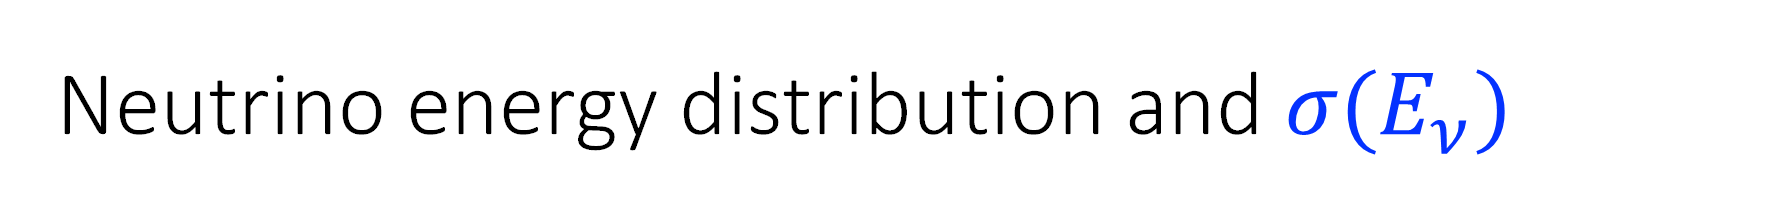 Neutrino energy distribution and σ(E_ν)